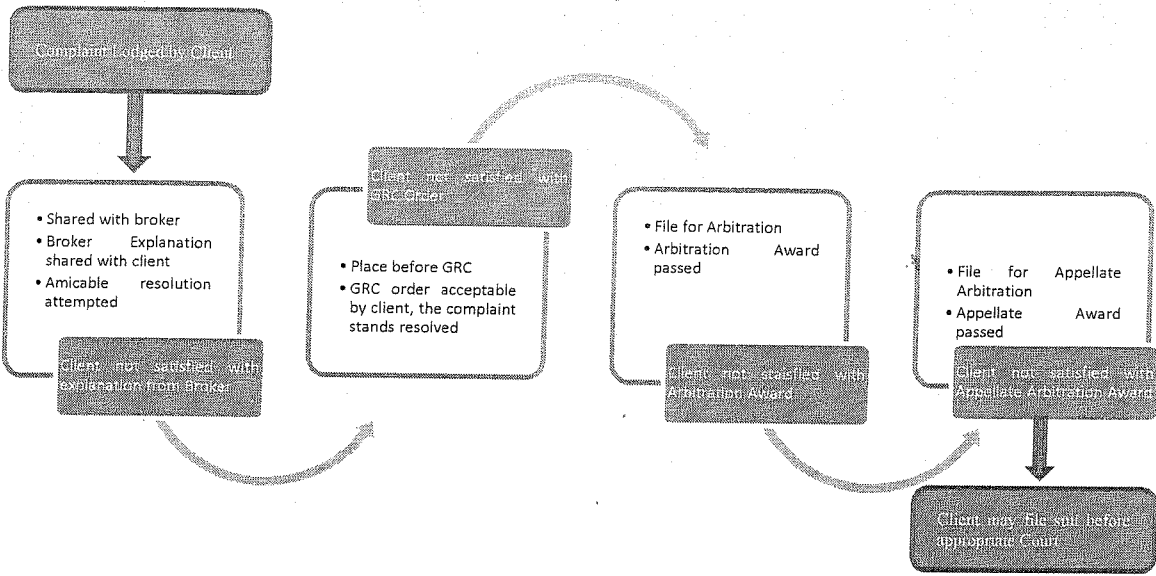 Complaint Lodged by Client
• Shared with broker
• Broker Explanation
shared with client
• Amicable resolution
attempted
Client not satisfied with
explanation from Broker
Client not satisfied with
GRC Order
• Place before GRC
• GRC order acceptable
by client, the complaint
stands resolved
• File for Arbitration
• Arbitration Award
passed
Client not statisfied with
Arbitration Award
• File for Appellate
Arbitration
• Appellate Award
passed
Client not satisfied with
Appellate Arbitration Award
Client may file suit before
appropriate Court